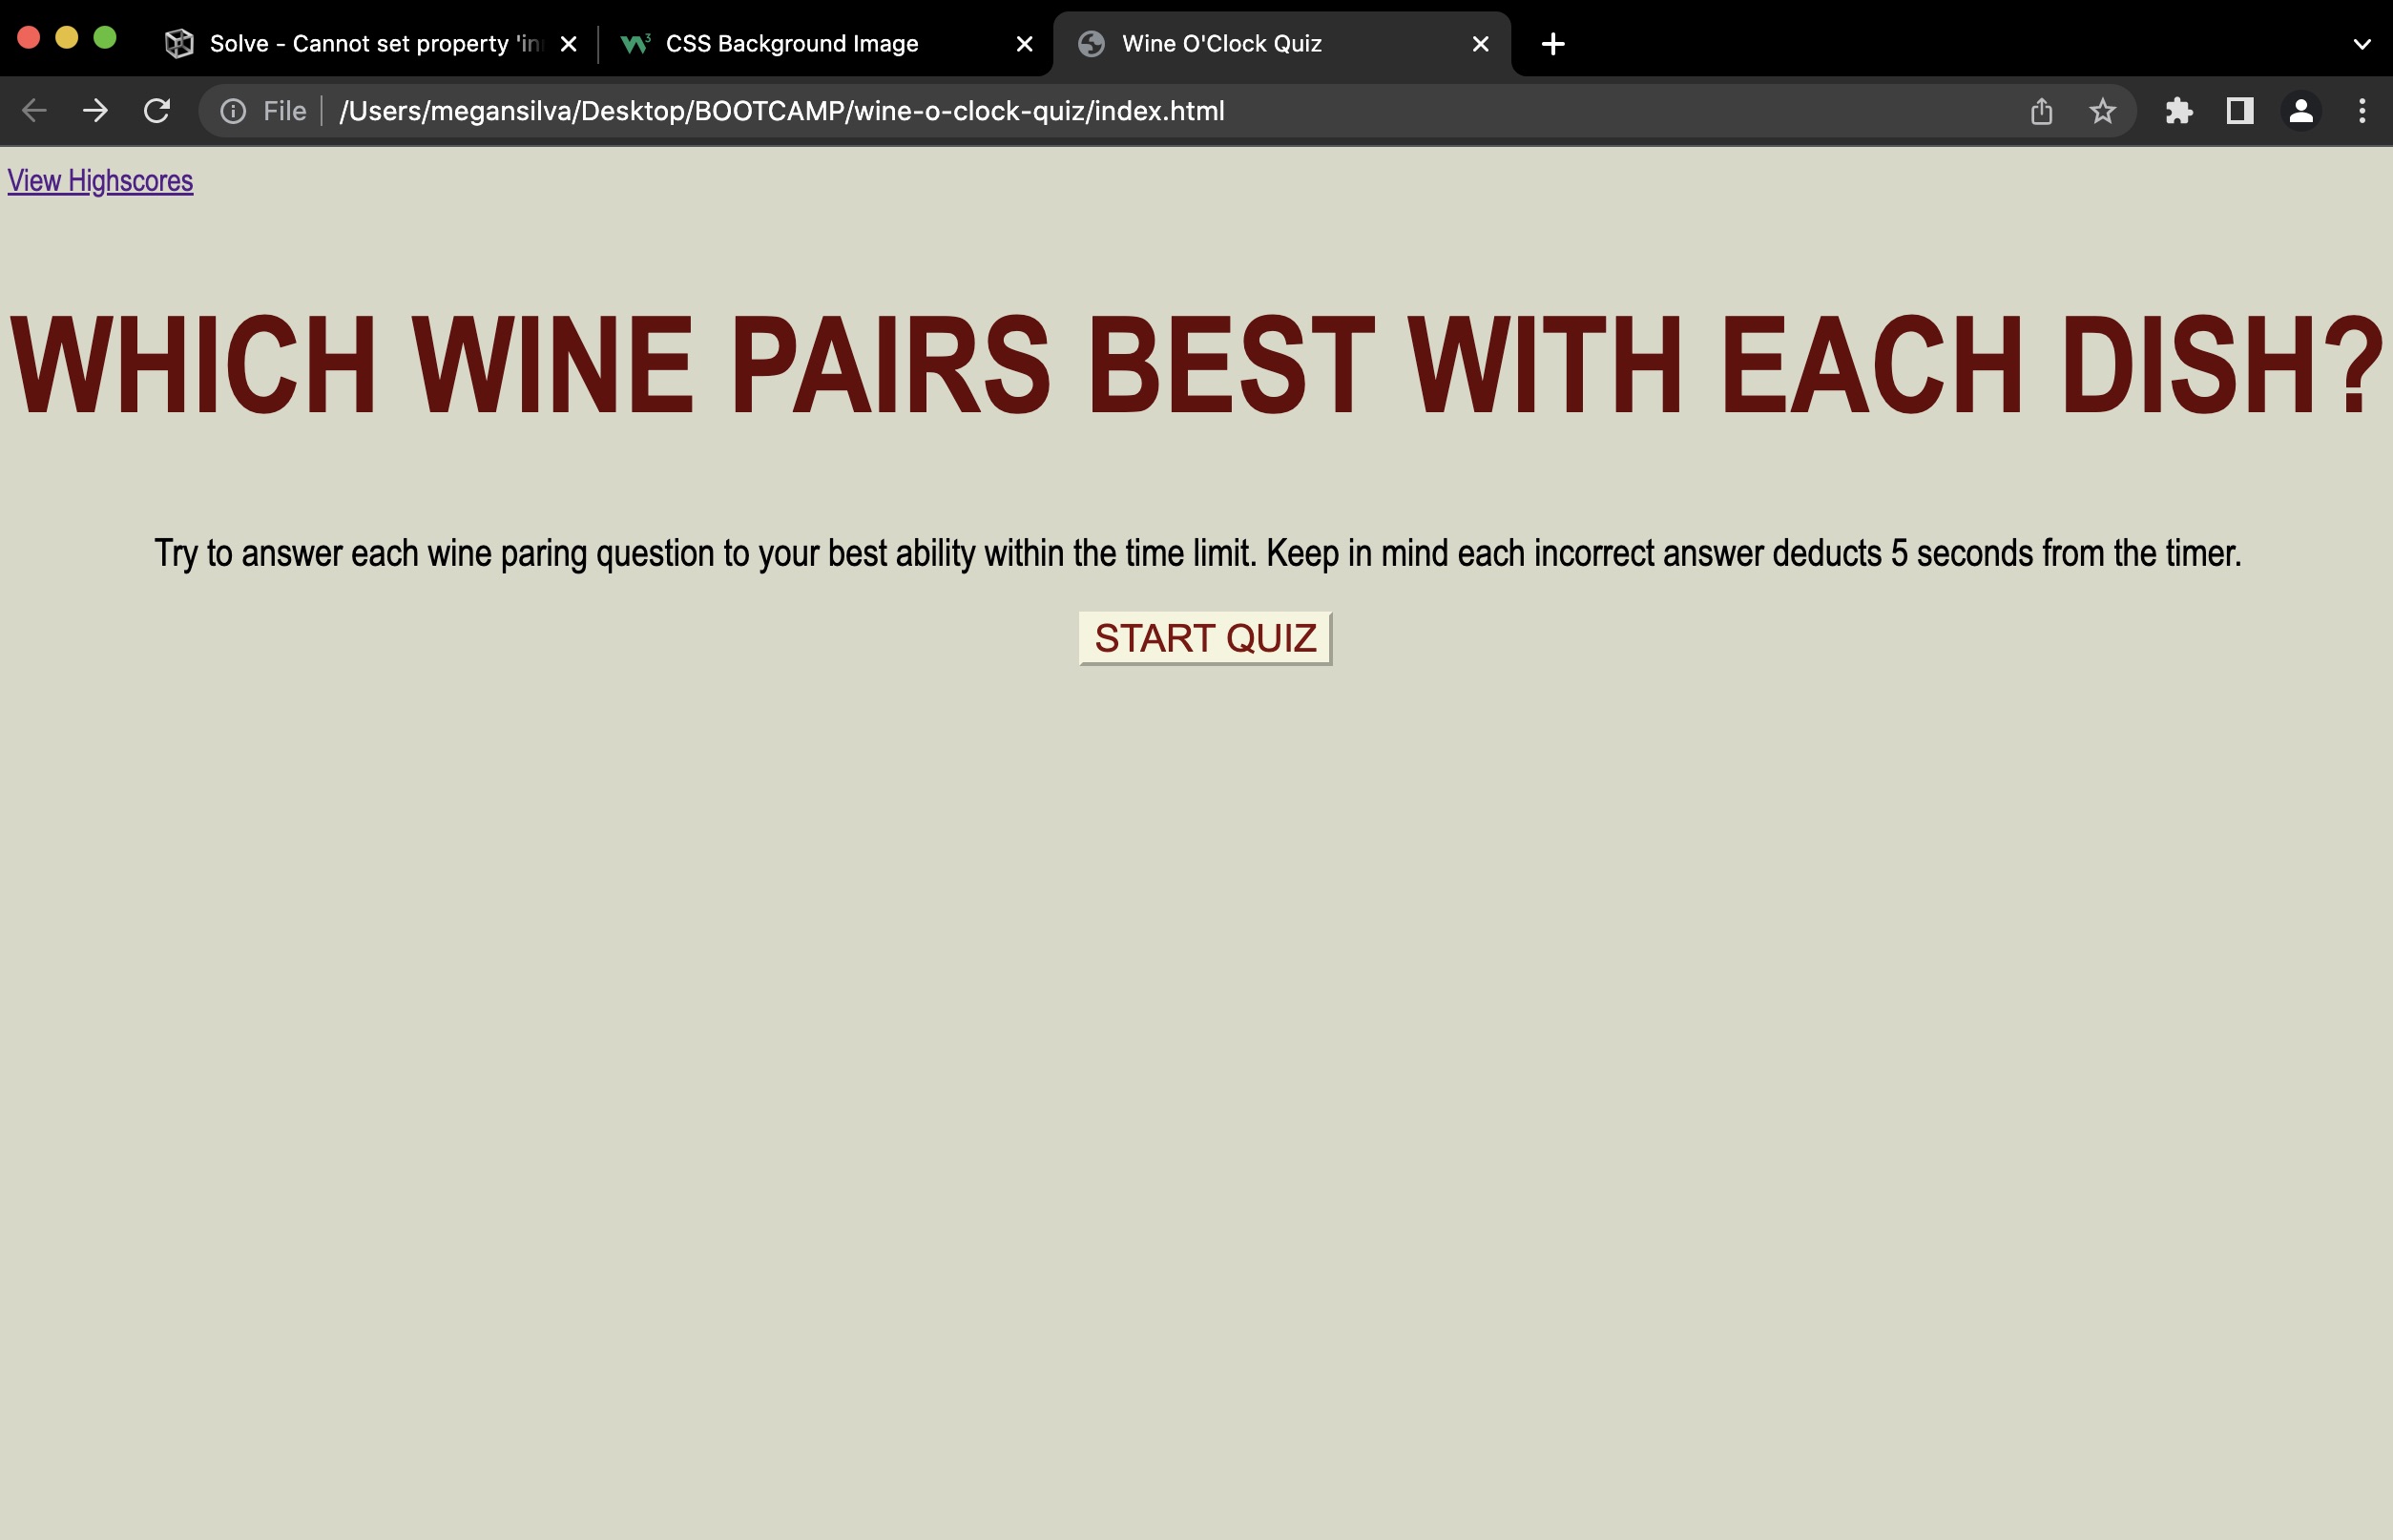 Solve - Cannot set property 'in
CSS Background Image
Wine O'Clock Quiz
File
/Users/megansilva/Desktop/BOOTCAMP/wine-o-clock-quiz/index.html
View Highscores
WHICH WINE PAIRS BEST WITH EACH DISH?
Try to answer each wine paring question to your best ability within the time limit. Keep in mind each incorrect answer deducts 5 seconds from the timer.
START QUIZ